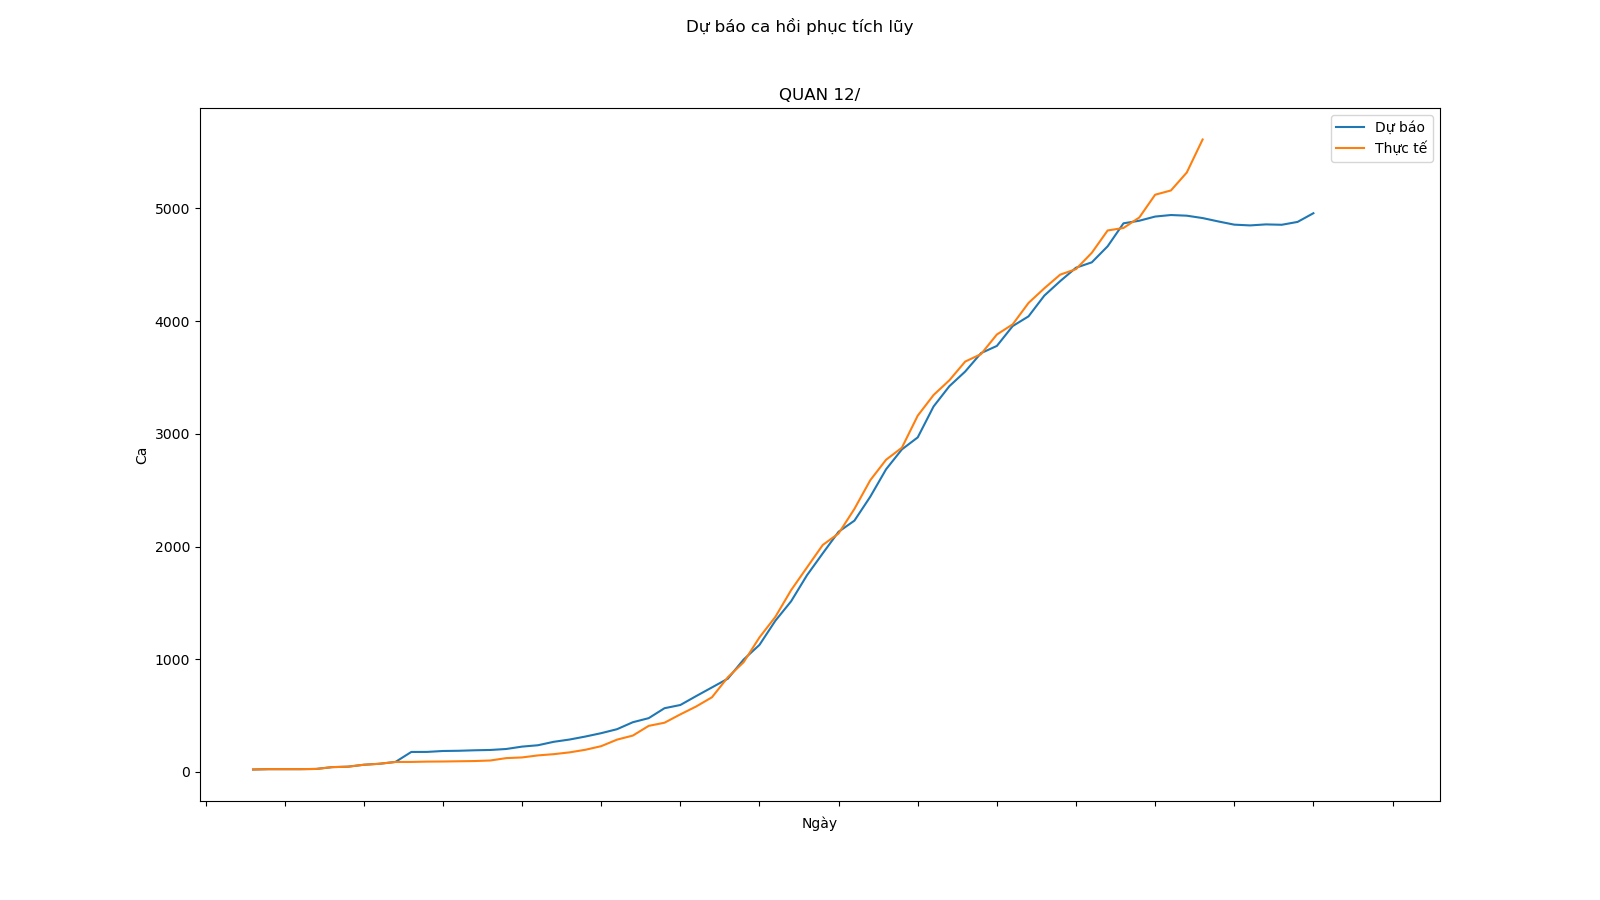 Dự báo ca hồi phục tích lũy
QUAN 12/
Dự báo
Thực tế
5000
4000
3000
2000
1000
0
Ca
Ngày